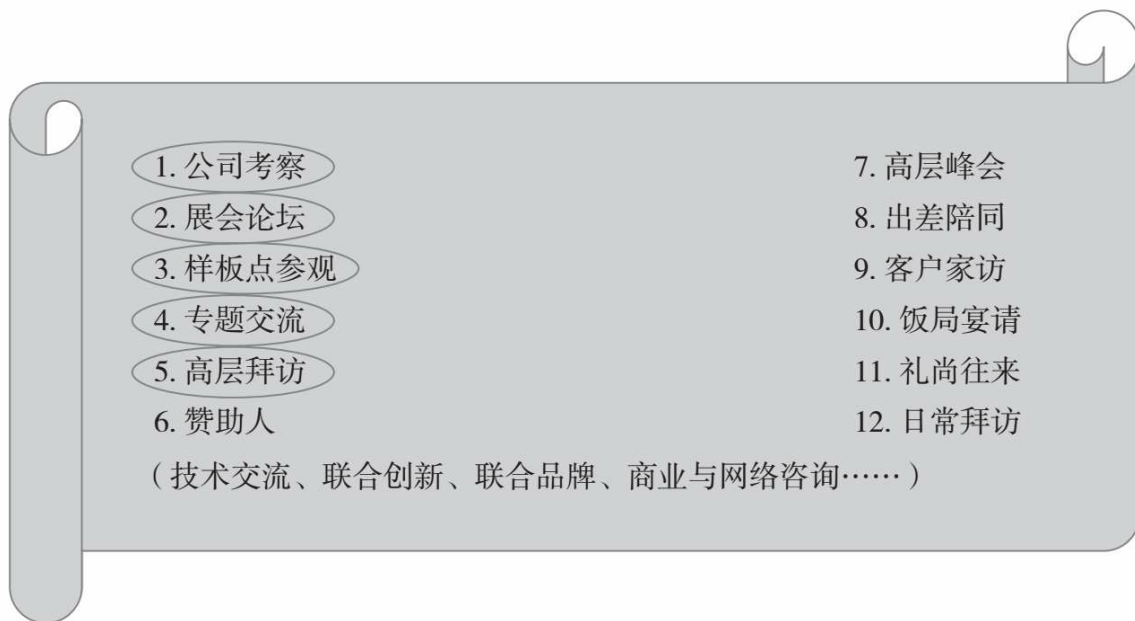 1. 公司考察
2. 展会论坛
3. 样板点参观
4. 专题交流
5. 高层拜访
6. 赞助人
7. 高层峰会
8. 出差陪同
9. 客户家访
10. 饭局宴请
11. 礼尚往来
12. 日常拜访
（技术交流、联合创新、联合品牌、商业与网络咨询……）